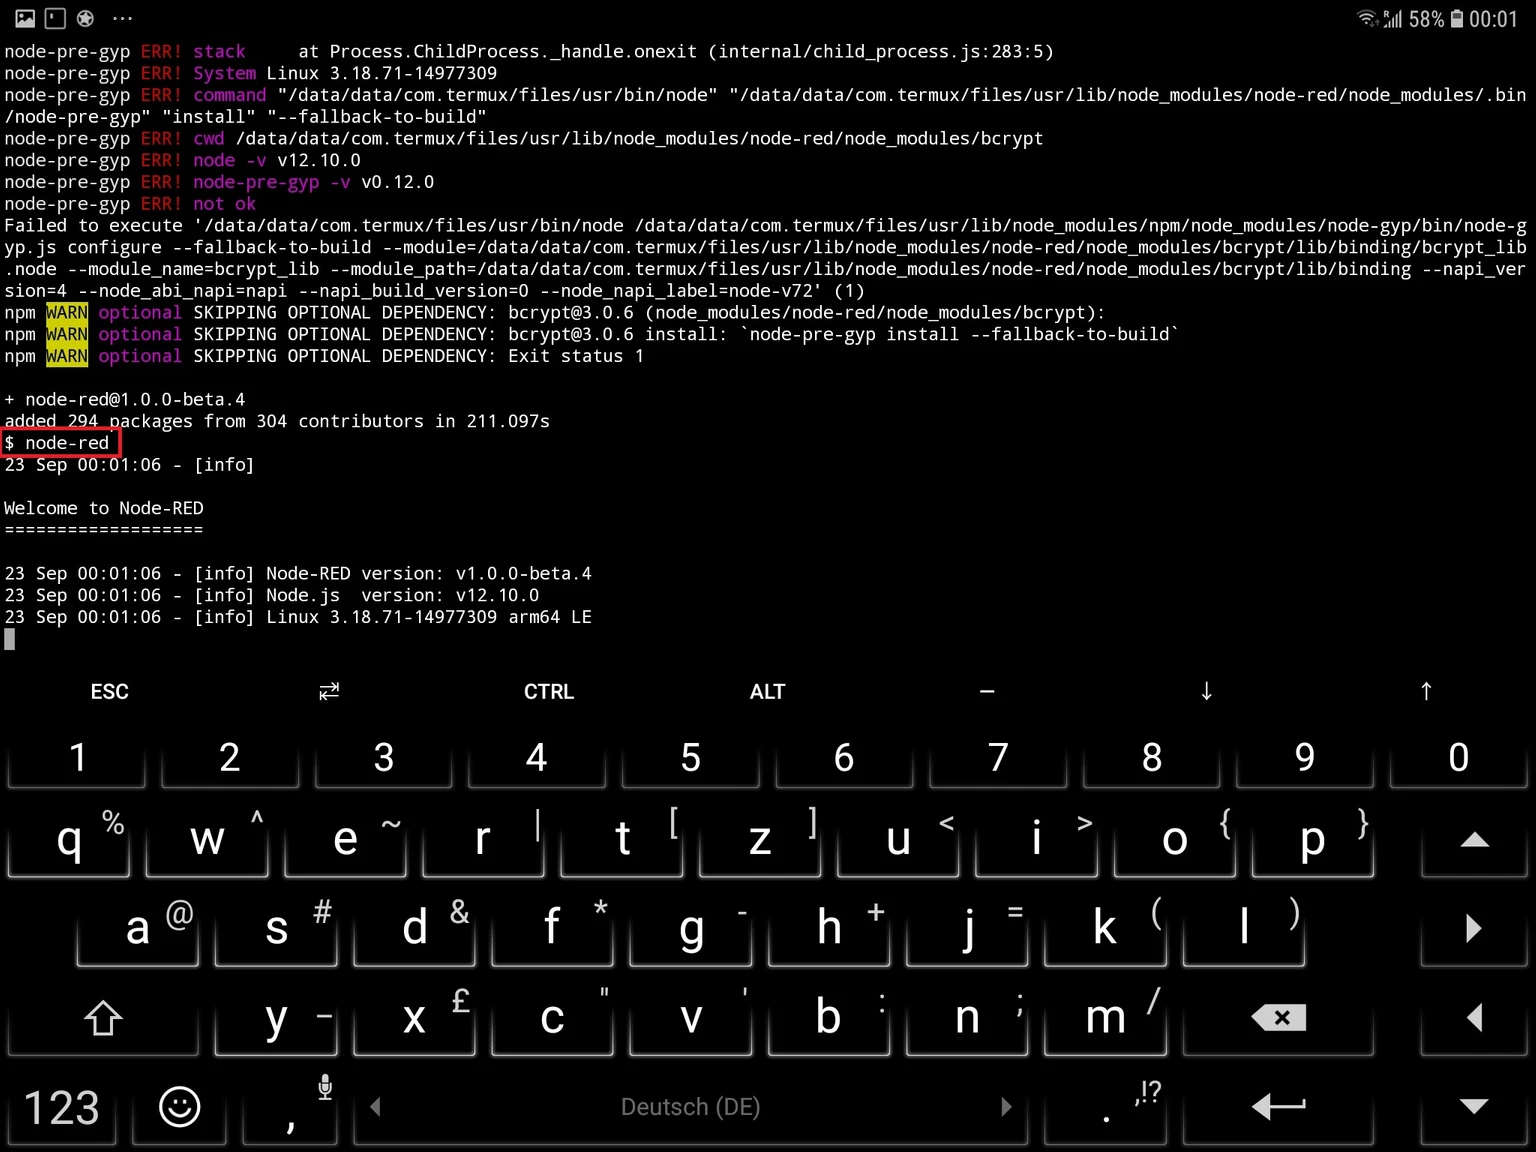 58% 00:01
node-pre-gyp ERR! stack     at Process.ChildProcess._handle.onexit (internal/child_process.js:283:5)
node-pre-gyp ERR! System Linux 3.18.71-14977309
node-pre-gyp ERR! command "/data/data/com.termux/files/usr/bin/node" "/data/data/com.termux/files/usr/lib/node_modules/node-red/node_modules/.bin
/node-pre-gyp" "install" "--fallback-to-build"
node-pre-gyp ERR! cwd /data/data/com.termux/files/usr/lib/node_modules/node-red/node_modules/bcrypt
node-pre-gyp ERR! node -v v12.10.0
node-pre-gyp ERR! node-pre-gyp -v v0.12.0
node-pre-gyp ERR! not ok
Failed to execute '/data/data/com.termux/files/usr/bin/node /data/data/com.termux/files/usr/lib/node_modules/npm/node_modules/node-gyp/bin/node-g
yp.js configure --fallback-to-build --module=/data/data/com.termux/files/usr/lib/node_modules/node-red/node_modules/bcrypt/lib/binding/bcrypt_lib
.node --module_name=bcrypt_lib --module_path=/data/data/com.termux/files/usr/lib/node_modules/node-red/node_modules/bcrypt/lib/binding --napi_ver
sion=4 --node_abi_napi=napi --napi_build_version=0 --node_napi_label=node-v72' (1)
npm WARN optional SKIPPING OPTIONAL DEPENDENCY: bcrypt@3.0.6 (node_modules/node-red/node_modules/bcrypt):
npm WARN optional SKIPPING OPTIONAL DEPENDENCY: bcrypt@3.0.6 install: `node-pre-gyp install --fallback-to-build`
npm WARN optional SKIPPING OPTIONAL DEPENDENCY: Exit status 1
+ node-red@1.0.0-beta.4
added 294 packages from 304 contributors in 211.097s
$ node-red
23 Sep 00:01:06 - [info]
Welcome to Node-RED
===================
23 Sep 00:01:06 - [info] Node-RED version: v1.0.0-beta.4
23 Sep 00:01:06 - [info] Node.js  version: v12.10.0
23 Sep 00:01:06 - [info] Linux 3.18.71-14977309 arm64 LE
ESC ⇄ CTRL ALT — ↓ ↑
1 2 3 4 5 6 7 8 9 0
q % w ^ e ~ r | t [ z ] u < i > o { p }
a @ s # d & f * g - h + j = k ( l )
y _ x £ c " v ' b : n ; m /
123 , Deutsch (DE) . ,!?